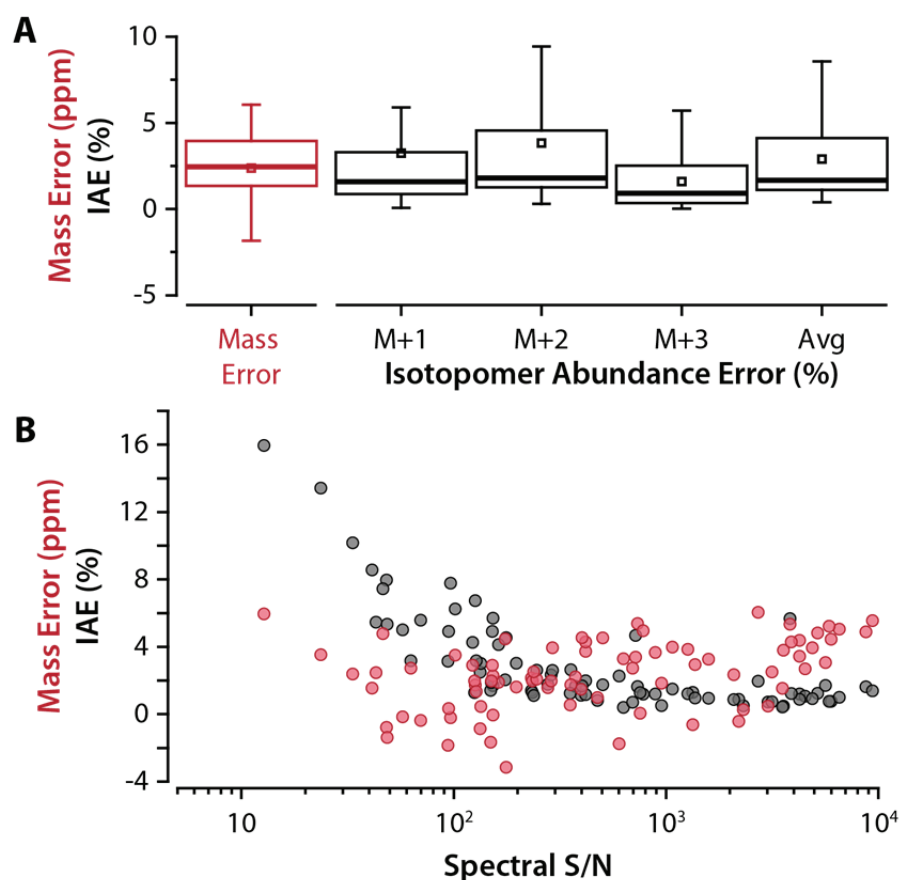 A
Mass Error (ppm)
IAE (%)
10
5
0
-5
Mass
Error
M+1
M+2
M+3
Avg
Isotopomer Abundance Error (%)
B
Mass Error (ppm)
IAE (%)
16
12
8
4
0
-4
10
10²
10³
10⁴
Spectral S/N